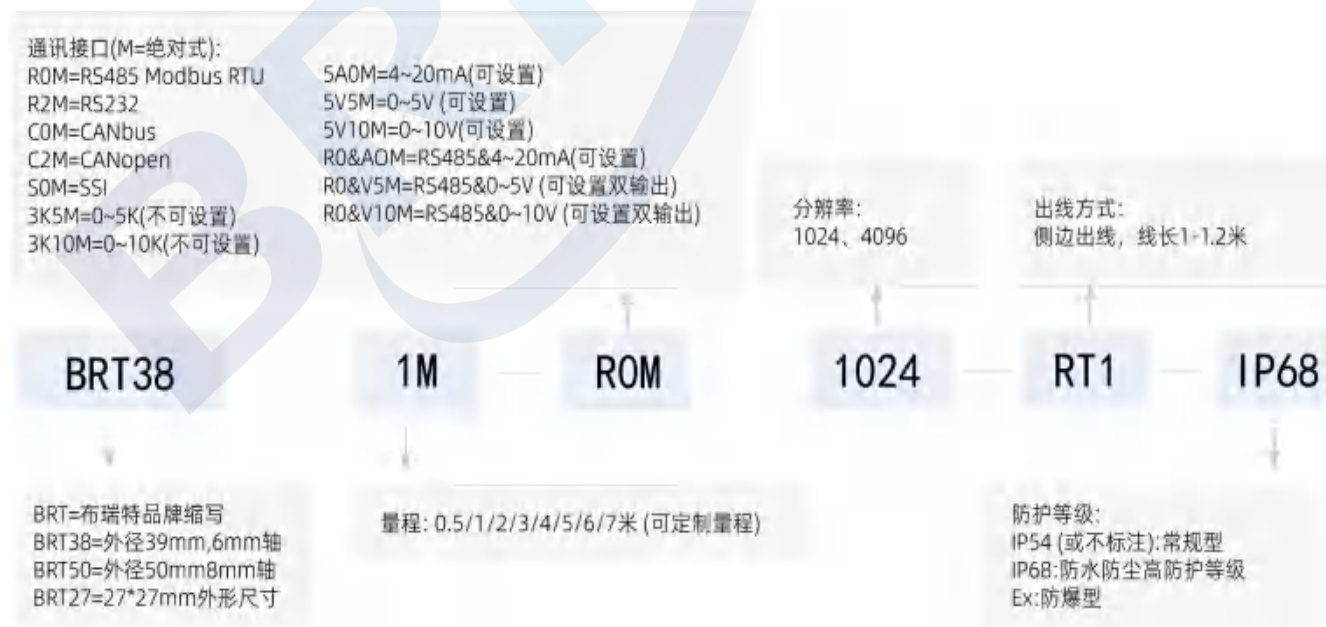 通讯接口(M=绝对式):
R0M=RS485 Modbus RTU
R2M=RS232
C0M=CANbus
C2M=CANopen
S0M=SSI
3K5M=0~5K(不可设置)
3K10M=0~10K(不可设置)
5A0M=4~20mA(可设置)
5V5M=0~5V (可设置)
5V10M=0~10V(可设置)
R0&AOM=RS485&4~20mA(可设置)
R0&V5M=RS485&0~5V (可设置双输出)
R0&V10M=RS485&0~10V (可设置双输出)
分辨率:
1024、4096
出线方式:
侧边出线，线长1-1.2米
BRT38 1M — ROM 1024 — RT1 — IP68
BRT=布瑞特品牌缩写
BRT38=外径39mm,6mm轴
BRT50=外径50mm8mm轴
BRT27=27*27mm外形尺寸
量程: 0.5/1/2/3/4/5/6/7米 (可定制量程)
防护等级:
IP54 (或不标注):常规型
IP68:防水防尘高防护等级
Ex:防爆型
BRT